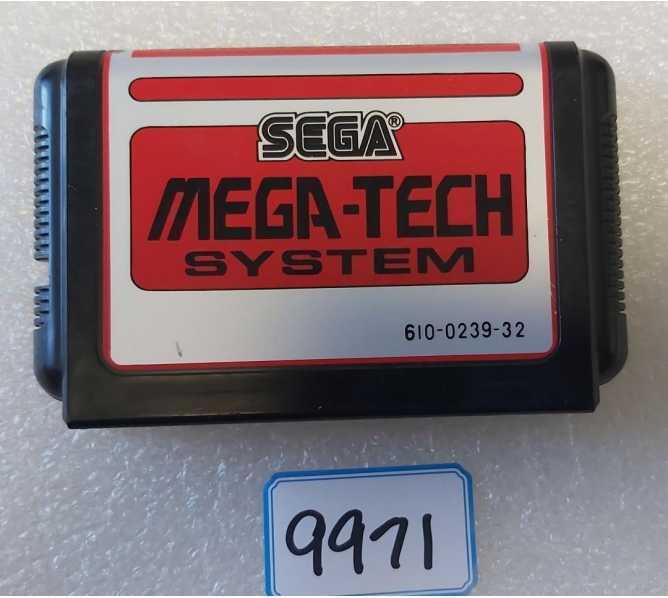 SEGA®
MEGA-TECH
SYSTEM
610-0239-32
9971